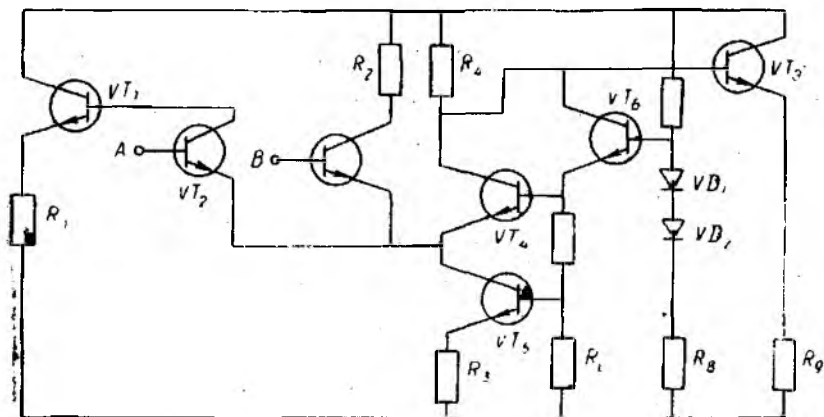 R₂
R₄
VT₃
VT₁
VT₆
A
B
VT₂
VD₁
R₁
VT₄
VD₂
VT₅
R₃
R₈
R₉